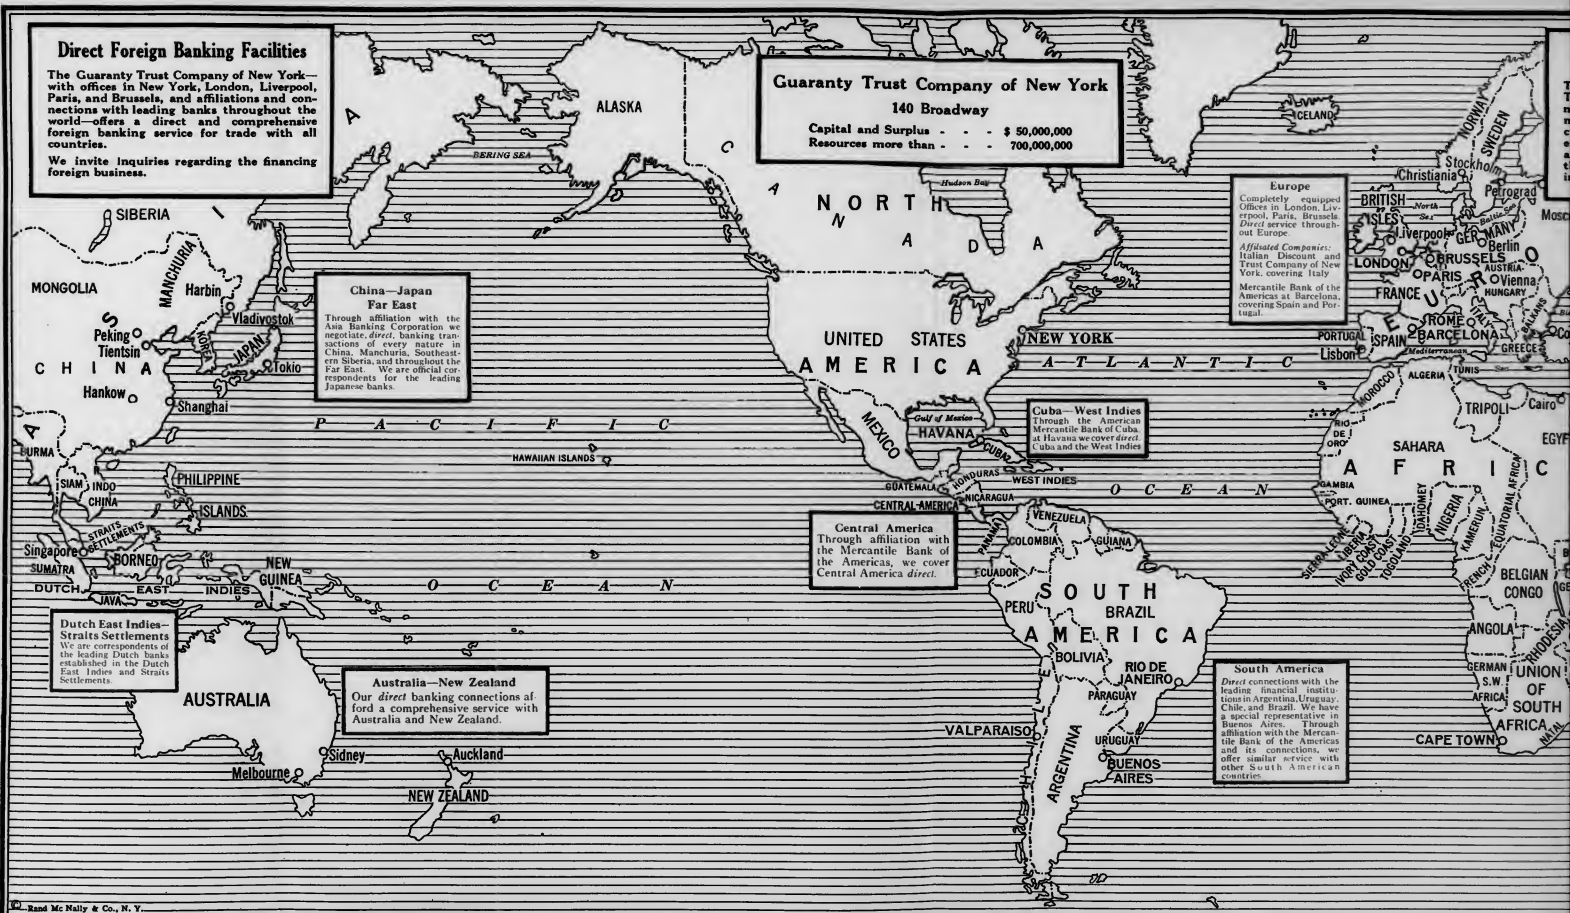 Direct Foreign Banking Facilities
The Guaranty Trust Company of New York—
with offices in New York, London, Liverpool,
Paris, and Brussels, and affiliations and con-
nections with leading banks throughout the
world—offers a direct and comprehensive
foreign banking service for trade with all
countries.
We invite inquiries regarding the financing
foreign business.
Guaranty Trust Company of New York
140 Broadway
Capital and Surplus - - - $ 50,000,000
Resources more than - - - 700,000,000
ALASKA
BERING SEA
ICELAND
Hudson Bay
NORTH
CANADA
A
I
S
A
SIBERIA
MONGOLIA
MANCHURIA
Harbin
Vladivostok
KOREA
JAPAN
Tokio
Peking
Tientsin
CHINA
Hankow
Shanghai
China—Japan
Far East
Through affiliation with the
Asia Banking Corporation we
negotiate, direct, banking tran-
sactions of every nature in
China, Manchuria, Southeast-
ern Siberia, and throughout the
Far East. We are official cor-
respondents for the leading
Japanese banks.
PACIFIC
HAWAIIAN ISLANDS
OCEAN
UNITED STATES
AMERICA
NEW YORK
ATLANTIC
OCEAN
MEXICO
Gulf of Mexico
HAVANA
CUBA
WEST INDIES
HONDURAS
GUATEMALA
NICARAGUA
CENTRAL-AMERICA
PANAMA
Cuba—West Indies
Through the American
Mercantile Bank of Cuba.
at Havana we cover direct.
Cuba and the West Indies
Central America
Through affiliation with
the Mercantile Bank of
the Americas, we cover
Central America direct.
Europe
Completely equipped
Offices in London, Liv-
erpool, Paris, Brussels.
Direct service through-
out Europe.
Affiliated Companies:
Italian Discount and
Trust Company of New
York, covering Italy
Mercantile Bank of the
Americas at Barcelona,
covering Spain and Por-
tugal.
NORWAY
SWEDEN
Stockholm
Christiania
Petrograd
BRITISH
ISLES
North
Sea
Baltic Sea
Liverpool
GERMANY
Berlin
LONDON
BRUSSELS
PARIS
AUSTRIA-
HUNGARY
Vienna
FRANCE
EURO
ROME
ITALY
BALKANS
PORTUGAL
SPAIN
BARCELONA
Lisbon
Mediterranean
Sea
GREECE
MOROCCO
ALGERIA
TUNIS
TRIPOLI
Cairo
RIO
DE
ORO
SAHARA
AFRIC
GAMBIA
PORT. GUINEA
SIERRA LEONE
LIBERIA
IVORY COAST
GOLD COAST
TOGOLAND
DAHOMEY
NIGERIA
KAMERUN
FRENCH EQUATORIAL AFRICA
BELGIAN
CONGO
ANGOLA
RHODESIA
GERMAN
S.W.
AFRICA
UNION
OF
SOUTH
AFRICA
NATAL
CAPE TOWN
BURMA
SIAM
INDO
CHINA
PHILIPPINE
ISLANDS
STRAITS
SETTLEMENTS
Singapore
SUMATRA
BORNEO
NEW
GUINEA
DUTCH EAST INDIES
JAVA
Dutch East Indies—
Straits Settlements
We are correspondents of
the leading Dutch banks
established in the Dutch
East Indies and Straits
Settlements.
AUSTRALIA
Sidney
Melbourne
Auckland
NEW ZEALAND
Australia—New Zealand
Our direct banking connections af-
ford a comprehensive service with
Australia and New Zealand.
VENEZUELA
COLOMBIA
GUIANA
ECUADOR
SOUTH
PERU
BRAZIL
AMERICA
BOLIVIA
RIO DE
JANEIRO
PARAGUAY
CHILE
VALPARAISO
URUGUAY
ARGENTINA
BUENOS
AIRES
South America
Direct connections with the
leading financial institu-
tions in Argentina, Uruguay.
Chile, and Brazil. We have
a special representative in
Buenos Aires. Through
affiliation with the Mercan-
tile Bank of the Americas
and its connections, we
offer similar service with
other South American
countries
© Rand McNally & Co., N. Y.